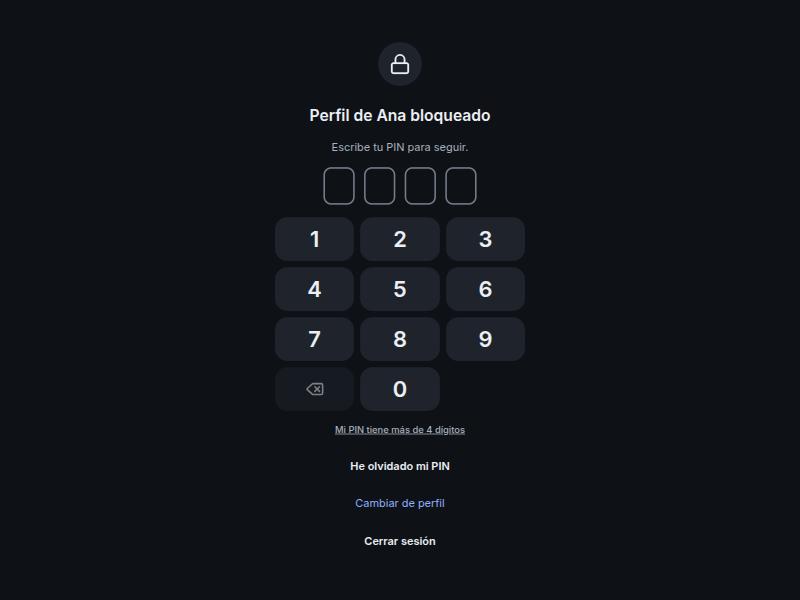 Perfil de Ana bloqueado
Escribe tu PIN para seguir.
1 2 3
4 5 6
7 8 9
0
Mi PIN tiene más de 4 dígitos
He olvidado mi PIN
Cambiar de perfil
Cerrar sesión